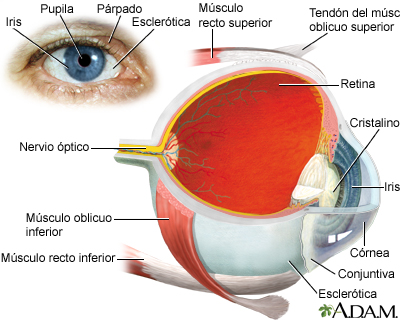 Pupila
Párpado
Iris
Esclerótica
Músculo
recto superior
Tendón del músc
oblicuo superior
Retina
Cristalino
Nervio óptico
Iris
Músculo oblicuo
inferior
Córnea
Músculo recto inferior
Conjuntiva
Esclerótica
A.D.A.M.